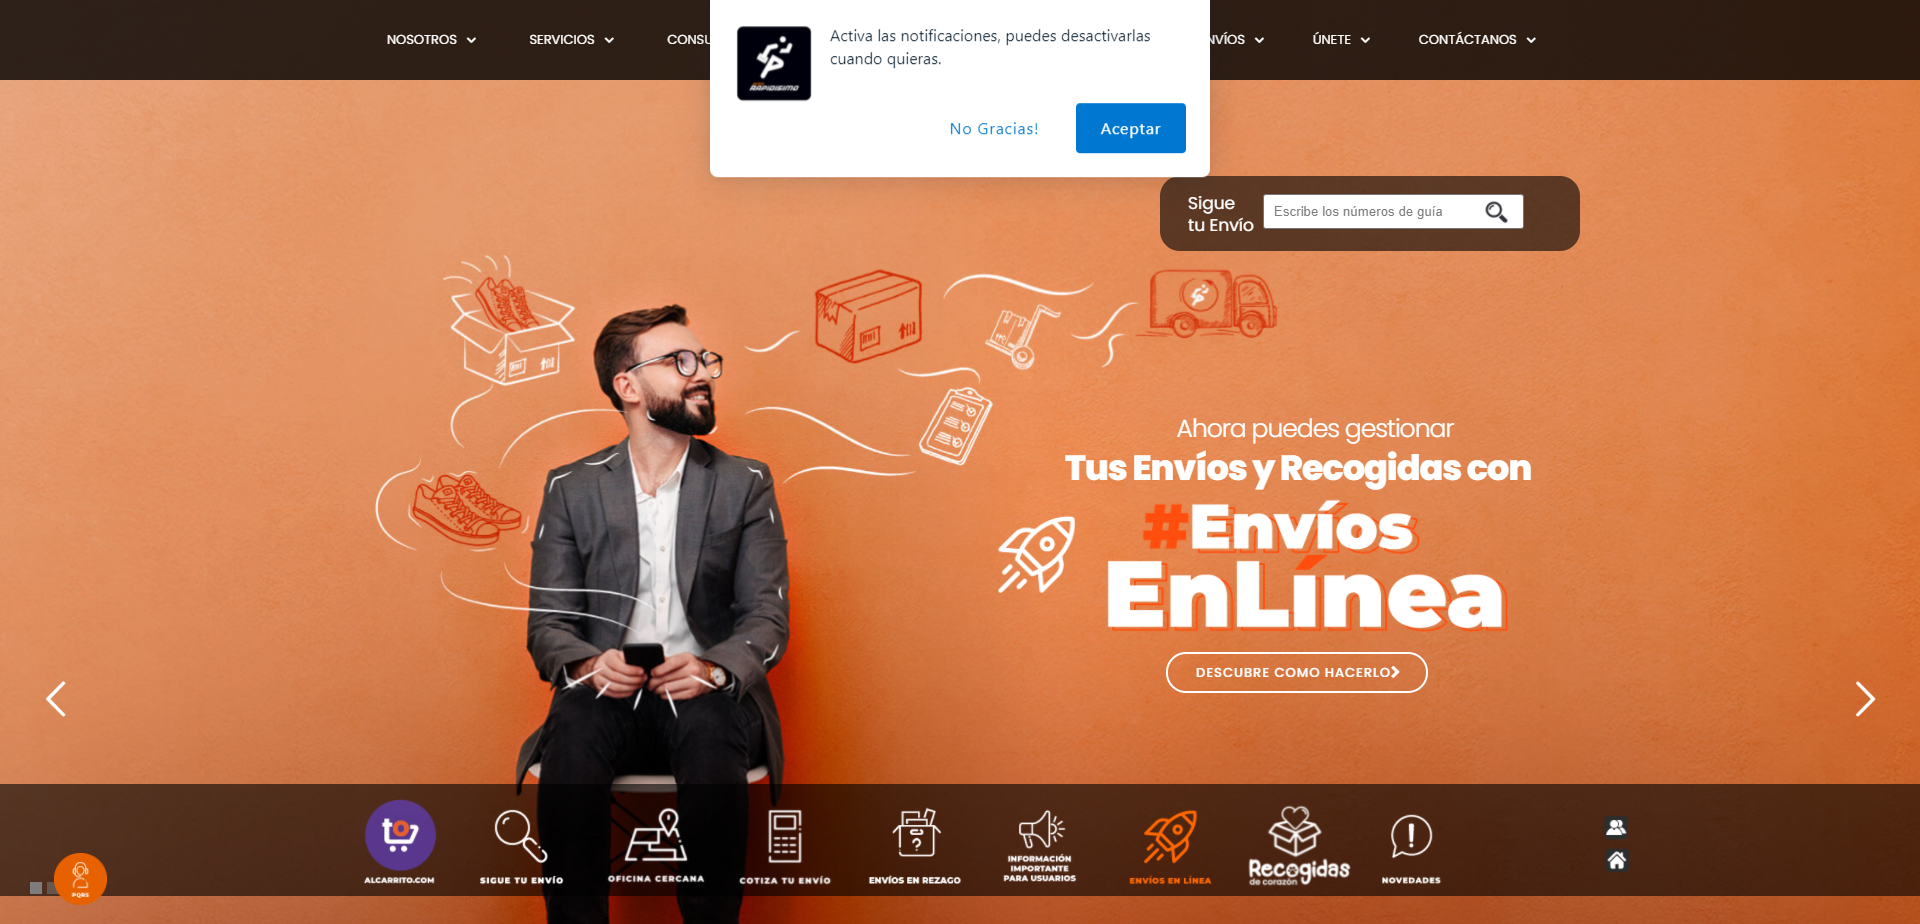 NOSOTROS
SERVICIOS
ÚNETE
CONTÁCTANOS
RAPIDISIMO
Activa las notificaciones, puedes desactivarlas
cuando quieras.
No Gracias!
Aceptar
Sigue
tu Envío
Escribe los números de guía
Ahora puedes gestionar
Tus Envíos y Recogidas con
#Envíos
EnLínea
DESCUBRE COMO HACERLO
ALCARRITO.COM
SIGUE TU ENVÍO
OFICINA CERCANA
COTIZA TU ENVÍO
ENVÍOS EN REZAGO
INFORMACIÓN
IMPORTANTE
PARA USUARIOS
ENVÍOS EN LÍNEA
Recogidas
de corazón
NOVEDADES
PQRS